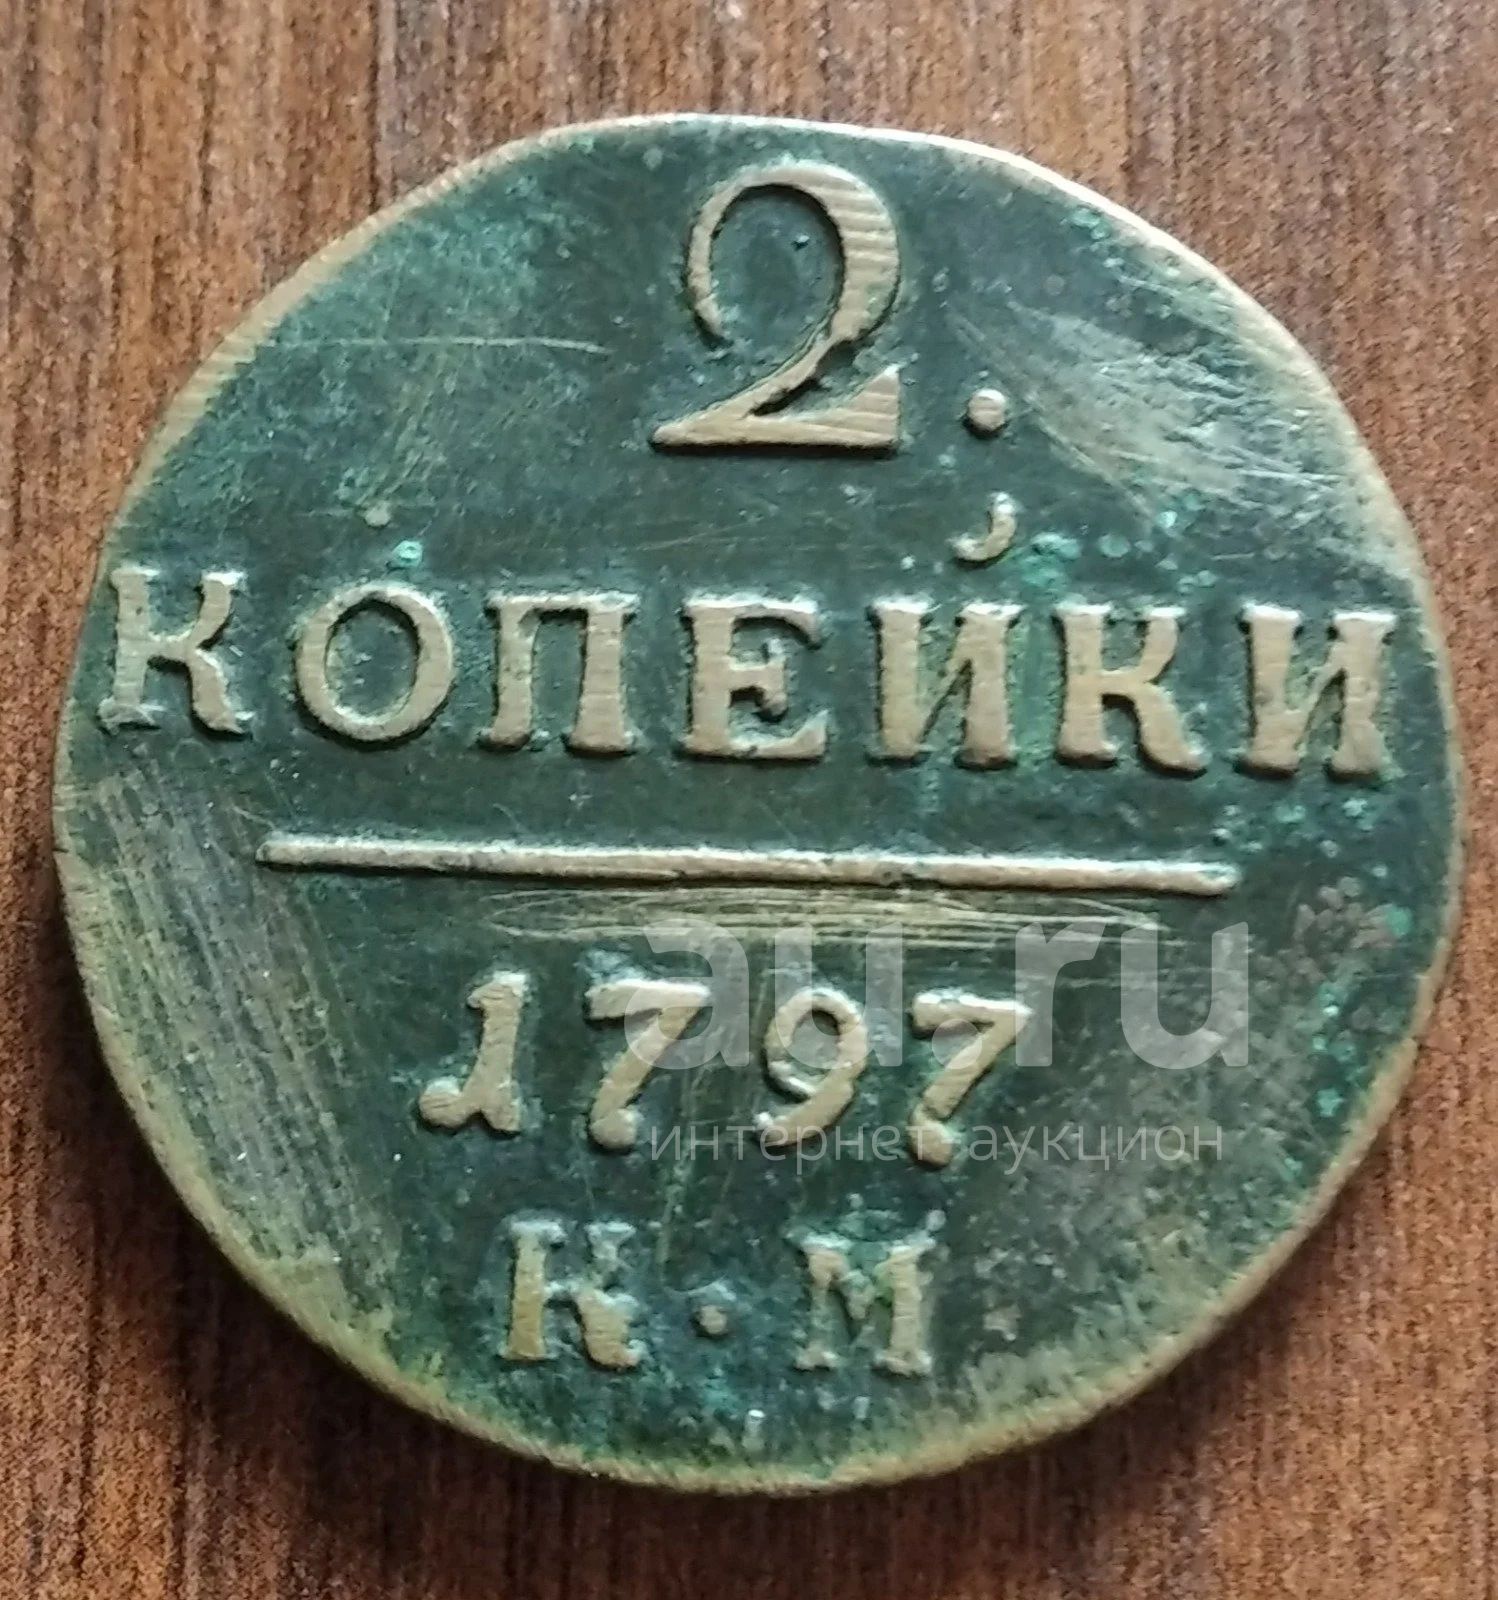 2.
КОПЕЙКИ
1797
К·М
au.ru
интернет аукцион